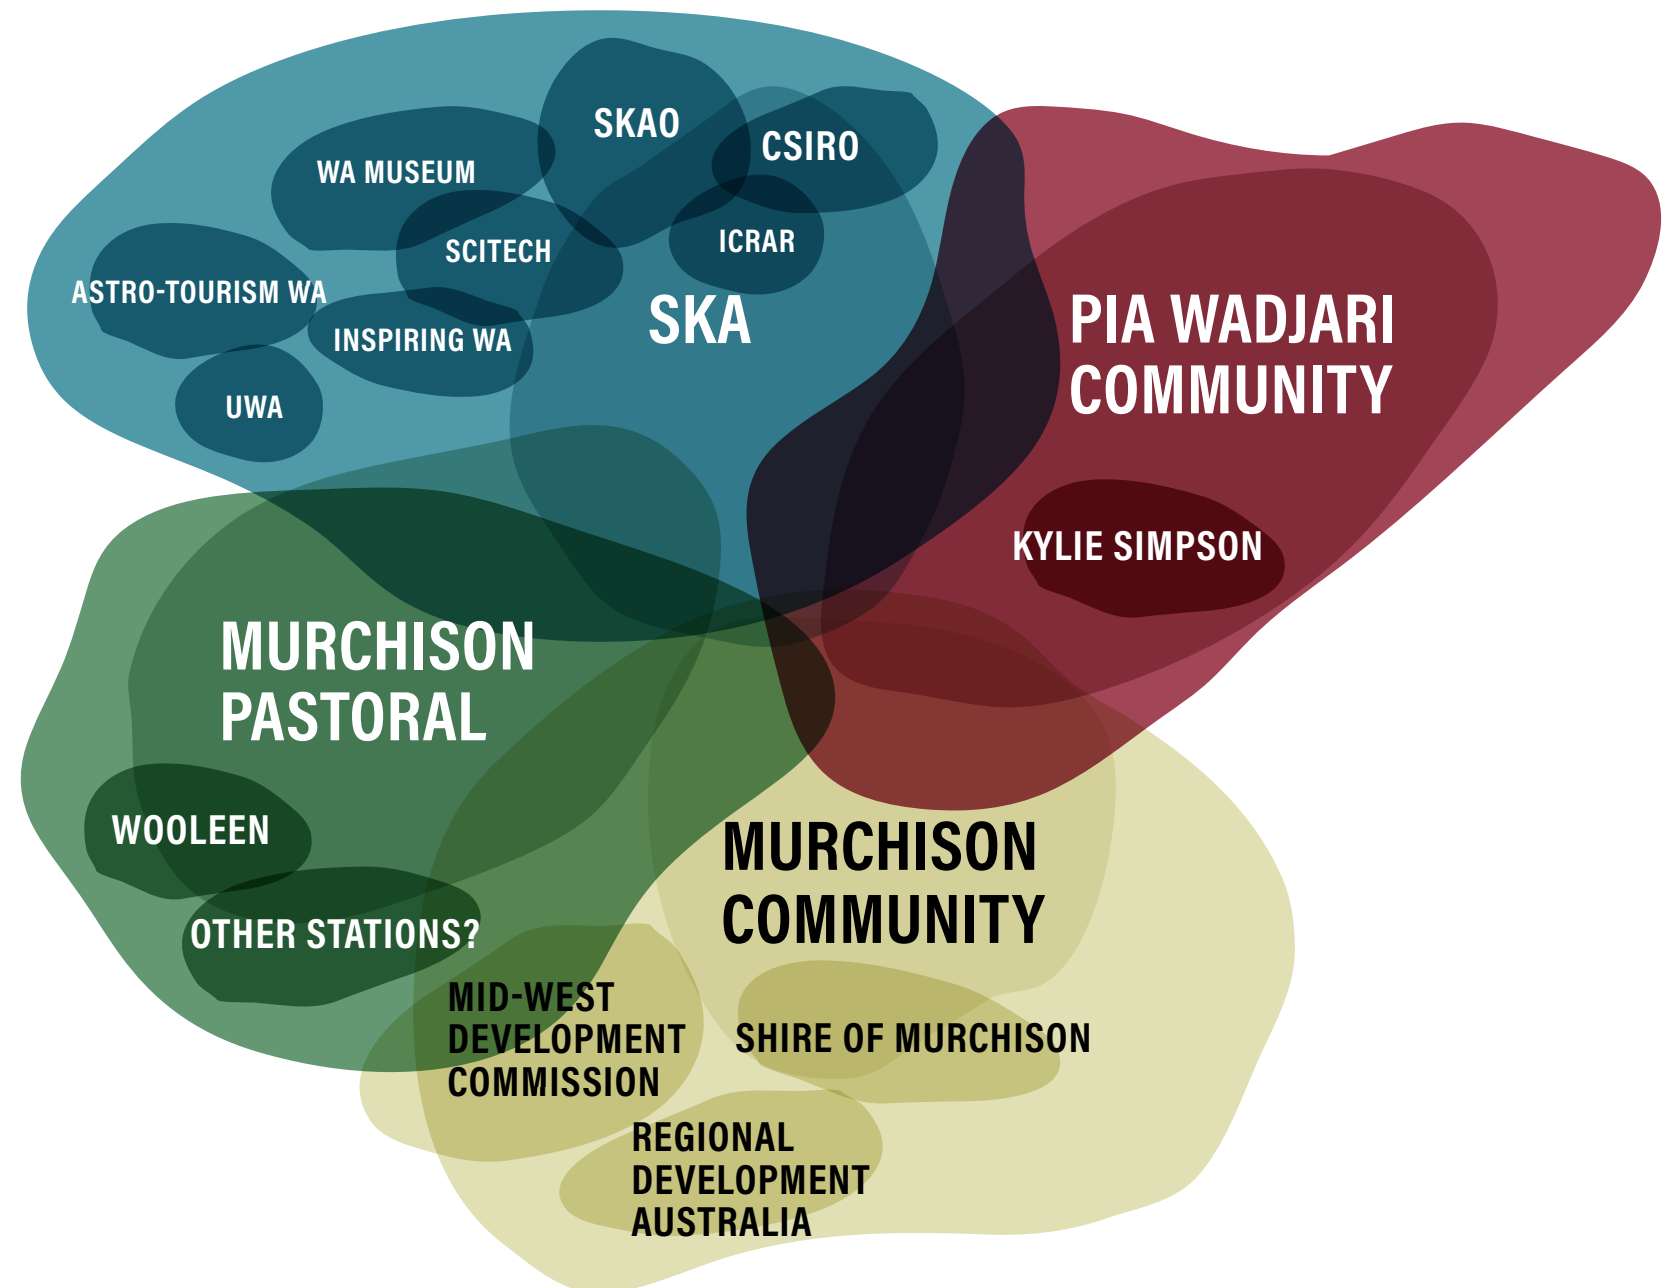 SKAO
CSIRO
WA MUSEUM
SCITECH
ICRAR
ASTRO-TOURISM WA
INSPIRING WA
SKA
UWA
PIA WADJARI
COMMUNITY
KYLIE SIMPSON
MURCHISON
PASTORAL
WOOLEEN
OTHER STATIONS?
MURCHISON
COMMUNITY
MID-WEST
DEVELOPMENT
COMMISSION
SHIRE OF MURCHISON
REGIONAL
DEVELOPMENT
AUSTRALIA